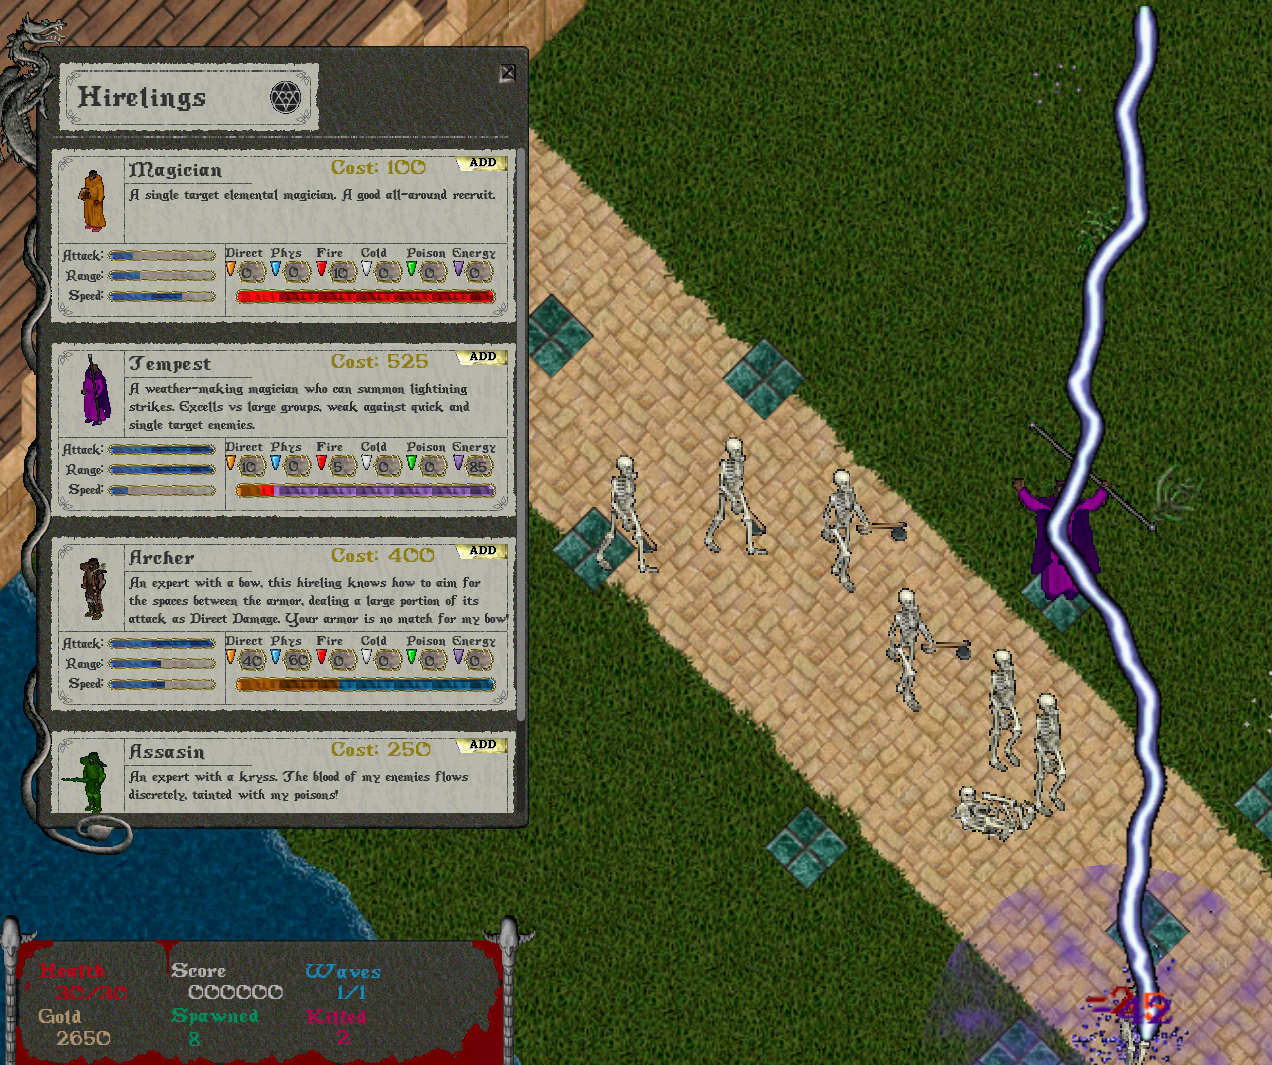 Hirelings
Magician Cost: 100 ADD
A single target elemental magician. A good all-around recruit.
Attack: Direct Phys Fire Cold Poison Energy
Range: 0 0 10 0 0 0
Speed:
Tempest Cost: 525 ADD
A weather-making magician who can summon lightining
strikes. Excells vs large groups, weak against quick and
single target enemies.
Attack: Direct Phys Fire Cold Poison Energy
Range: 10 0 5 0 0 85
Speed:
Archer Cost: 400 ADD
An expert with a bow, this hireling knows how to aim for
the spaces between the armor, dealing a large portion of its
attack as Direct Damage. Your armor is no match for my bow!
Attack: Direct Phys Fire Cold Poison Energy
Range: 40 60 0 0 0 0
Speed:
Assasin Cost: 250 ADD
An expert with a kryss. The blood of my enemies flows
discretely, tainted with my poisons!
Health Score Waves
30/30 000000 1/1
Gold Spawned Killed
2650 8 2